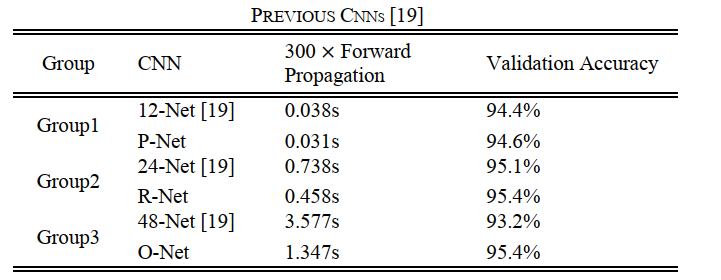 PREVIOUS CNNS [19]
Group CNN 300 × Forward Propagation Validation Accuracy
Group1 12-Net [19] 0.038s 94.4%
P-Net 0.031s 94.6%
Group2 24-Net [19] 0.738s 95.1%
R-Net 0.458s 95.4%
Group3 48-Net [19] 3.577s 93.2%
O-Net 1.347s 95.4%